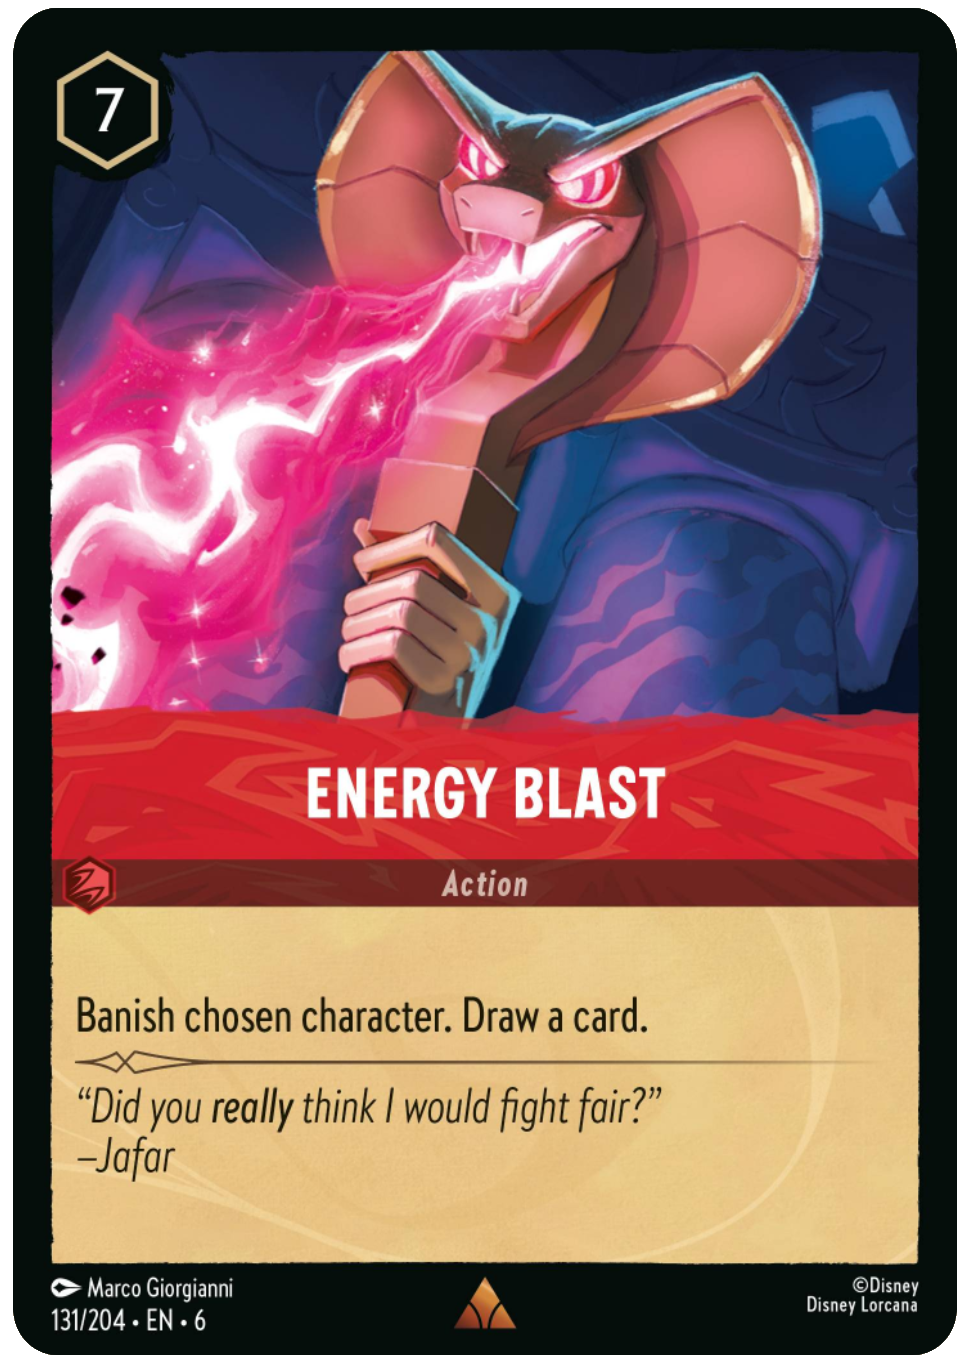 7
ENERGY BLAST
Action
Banish chosen character. Draw a card.
“Did you really think I would fight fair?”
—Jafar
Marco Giorgianni
131/204 • EN • 6
©Disney
Disney Lorcana